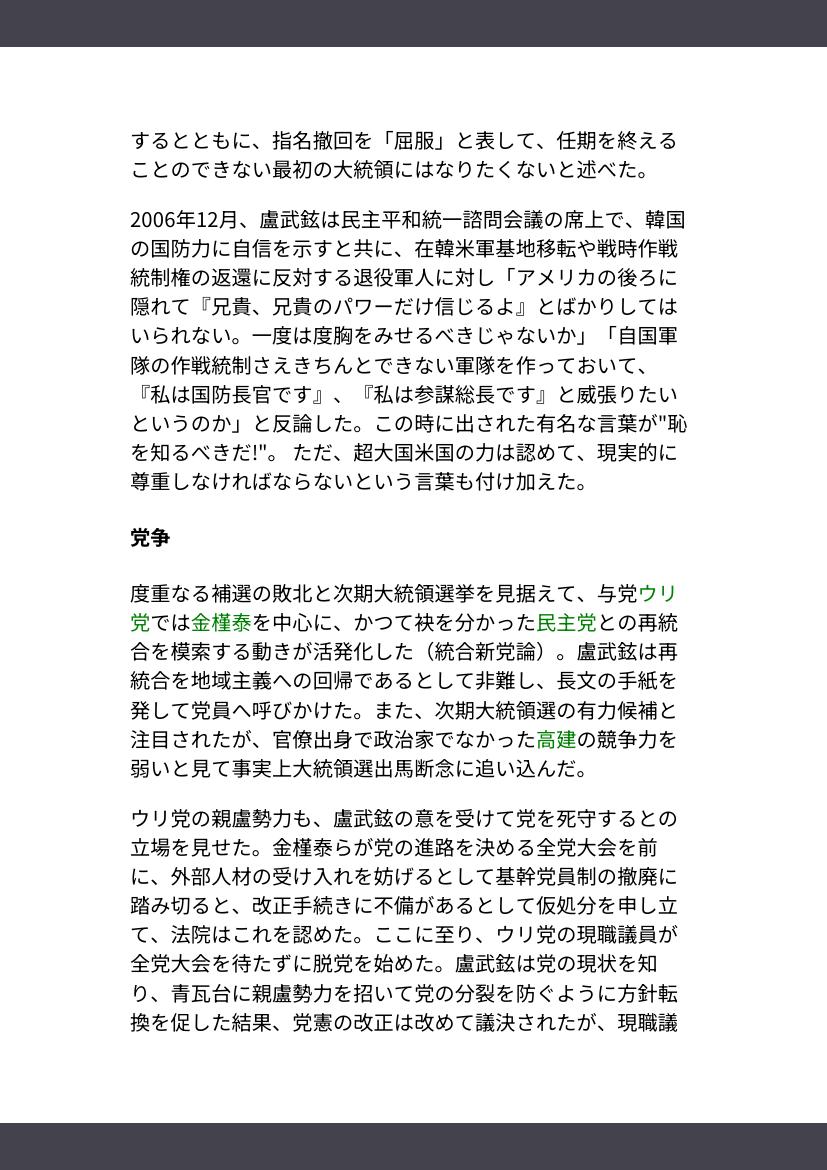 するとともに、指名撤回を「屈服」と表して、任期を終える
ことのできない最初の大統領にはなりたくないと述べた。
2006年12月、盧武鉉は民主平和統一諮問会議の席上で、韓国
の国防力に自信を示すと共に、在韓米軍基地移転や戦時作戦
統制権の返還に反対する退役軍人に対し「アメリカの後ろに
隠れて『兄貴、兄貴のパワーだけ信じるよ』とばかりしては
いられない。一度は度胸をみせるべきじゃないか」「自国軍
隊の作戦統制さえきちんとできない軍隊を作っておいて、
『私は国防長官です』、『私は参謀総長です』と威張りたい
というのか」と反論した。この時に出された有名な言葉が"恥
を知るべきだ!"。 ただ、超大国米国の力は認めて、現実的に
尊重しなければならないという言葉も付け加えた。
党争
度重なる補選の敗北と次期大統領選挙を見据えて、与党ウリ
党では金槿泰を中心に、かつて袂を分かった民主党との再統
合を模索する動きが活発化した（統合新党論）。盧武鉉は再
統合を地域主義への回帰であるとして非難し、長文の手紙を
発して党員へ呼びかけた。また、次期大統領選の有力候補と
注目されたが、官僚出身で政治家でなかった高建の競争力を
弱いと見て事実上大統領選出馬断念に追い込んだ。
ウリ党の親盧勢力も、盧武鉉の意を受けて党を死守するとの
立場を見せた。金槿泰らが党の進路を決める全党大会を前
に、外部人材の受け入れを妨げるとして基幹党員制の撤廃に
踏み切ると、改正手続きに不備があるとして仮処分を申し立
て、法院はこれを認めた。ここに至り、ウリ党の現職議員が
全党大会を待たずに脱党を始めた。盧武鉉は党の現状を知
り、青瓦台に親盧勢力を招いて党の分裂を防ぐように方針転
換を促した結果、党憲の改正は改めて議決されたが、現職議